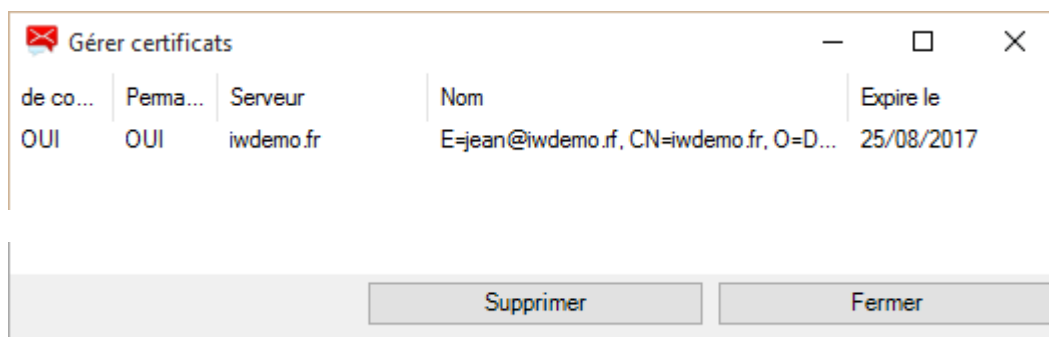 Gérer certificats
de co... Perma... Serveur Nom Expire le
OUI OUI iwdemo.fr E=jean@iwdemo.rf, CN=iwdemo.fr, O=D... 25/08/2017
Supprimer Fermer